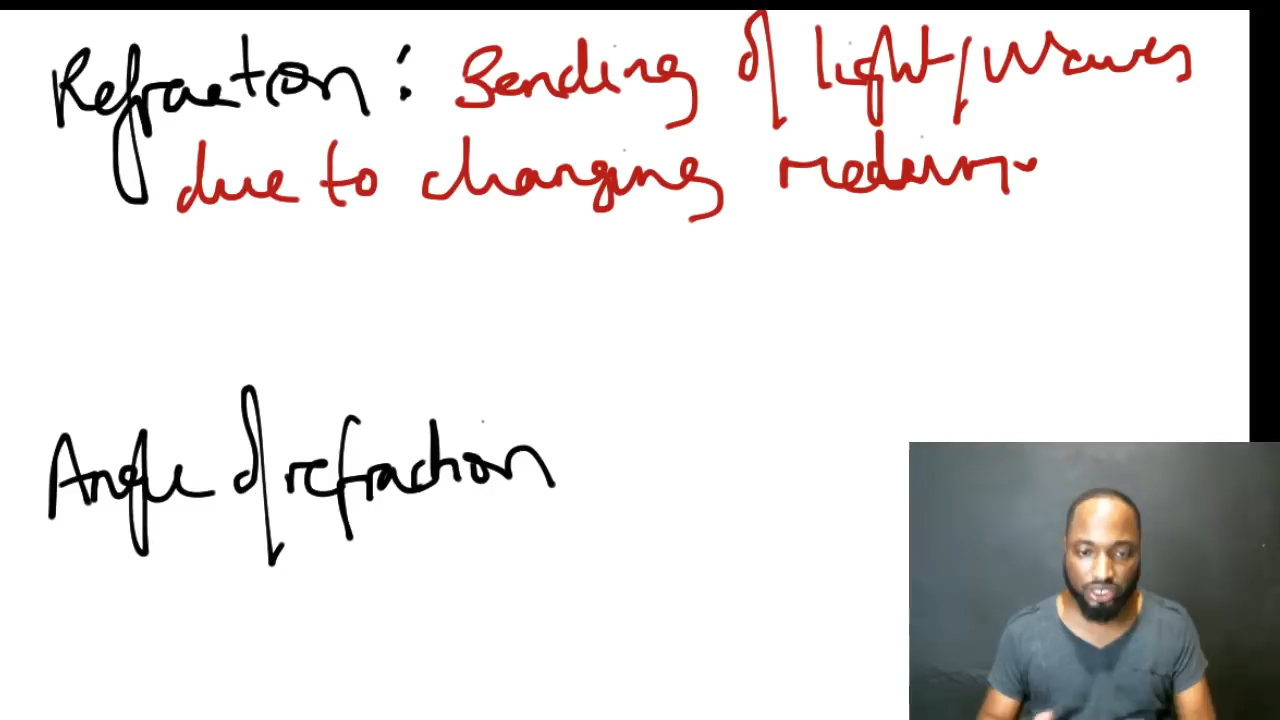 Refraction: Bending of light/waves
due to changing medium.
Angle of refraction